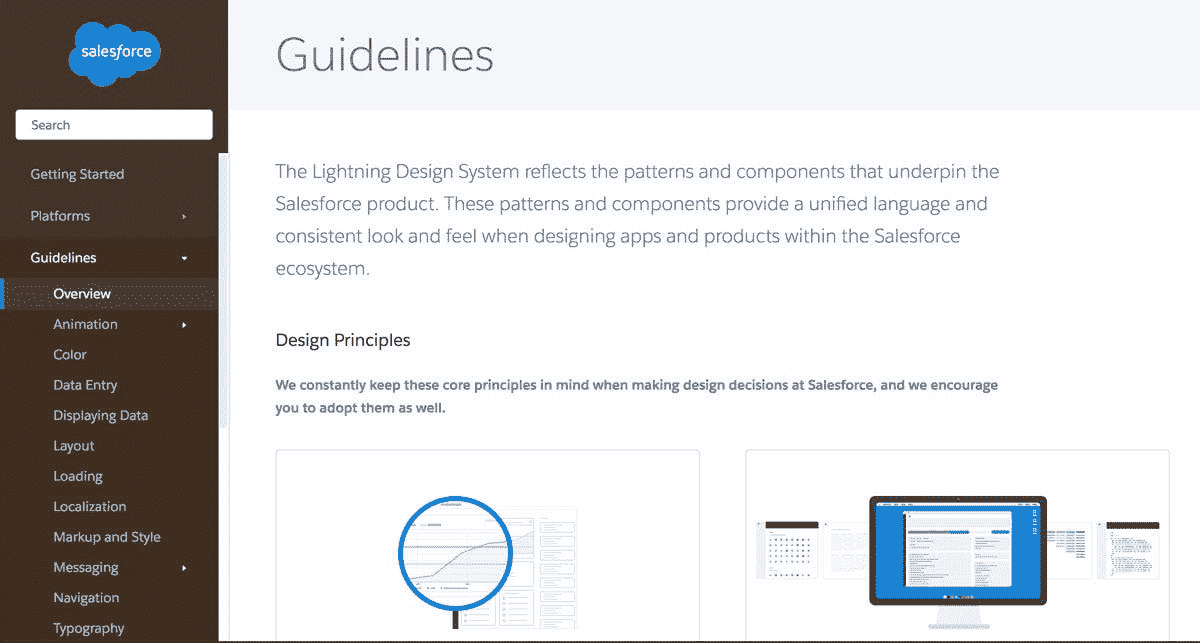 salesforce
Search
Getting Started
Platforms
Guidelines
Overview
Animation
Color
Data Entry
Displaying Data
Layout
Loading
Localization
Markup and Style
Messaging
Navigation
Typography
Guidelines
The Lightning Design System reflects the patterns and components that underpin the
Salesforce product. These patterns and components provide a unified language and
consistent look and feel when designing apps and products within the Salesforce
ecosystem.
Design Principles
We constantly keep these core principles in mind when making design decisions at Salesforce, and we encourage
you to adopt them as well.